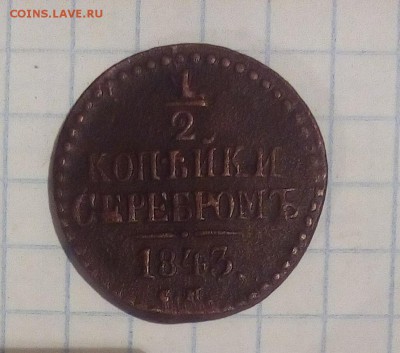 COINS.LAVE.RU
1
2
КОПѢЙКИ
СЕРЕБРОМЪ
1843.